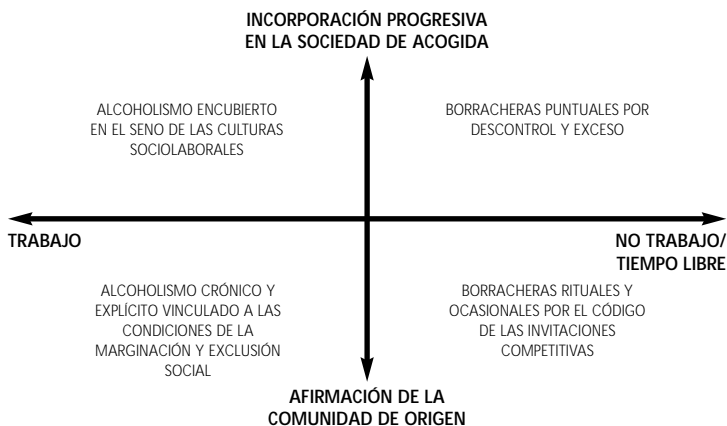 INCORPORACIÓN PROGRESIVA
EN LA SOCIEDAD DE ACOGIDA
ALCOHOLISMO ENCUBIERTO
EN EL SENO DE LAS CULTURAS
SOCIOLABORALES
BORRACHERAS PUNTUALES POR
DESCONTROL Y EXCESO
TRABAJO
NO TRABAJO/
TIEMPO LIBRE
ALCOHOLISMO CRÓNICO Y
EXPLÍCITO VINCULADO A LAS
CONDICIONES DE LA
MARGINACIÓN Y EXCLUSIÓN
SOCIAL
BORRACHERAS RITUALES Y
OCASIONALES POR EL CÓDIGO
DE LAS INVITACIONES
COMPETITIVAS
AFIRMACIÓN DE LA
COMUNIDAD DE ORIGEN